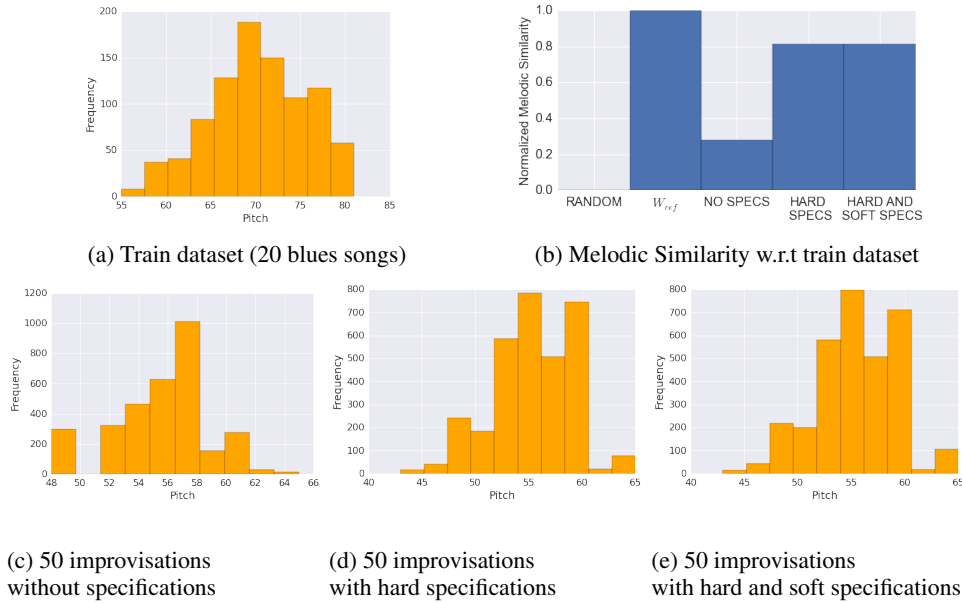 200
150
100
50
0
Frequency
55 60 65 70 75 80 85
Pitch
(a) Train dataset (20 blues songs)
1.0
0.8
0.6
0.4
0.2
0.0
Normalized Melodic Similarity
RANDOM W_ref NO SPECS HARD SPECS HARD AND SOFT SPECS
(b) Melodic Similarity w.r.t train dataset
1200
1000
800
600
400
200
0
Frequency
48 50 52 54 56 58 60 62 64 66
Pitch
(c) 50 improvisations
without specifications
800
700
600
500
400
300
200
100
0
Frequency
40 45 50 55 60 65
Pitch
(d) 50 improvisations
with hard specifications
800
700
600
500
400
300
200
100
0
Frequency
40 45 50 55 60 65
Pitch
(e) 50 improvisations
with hard and soft specifications